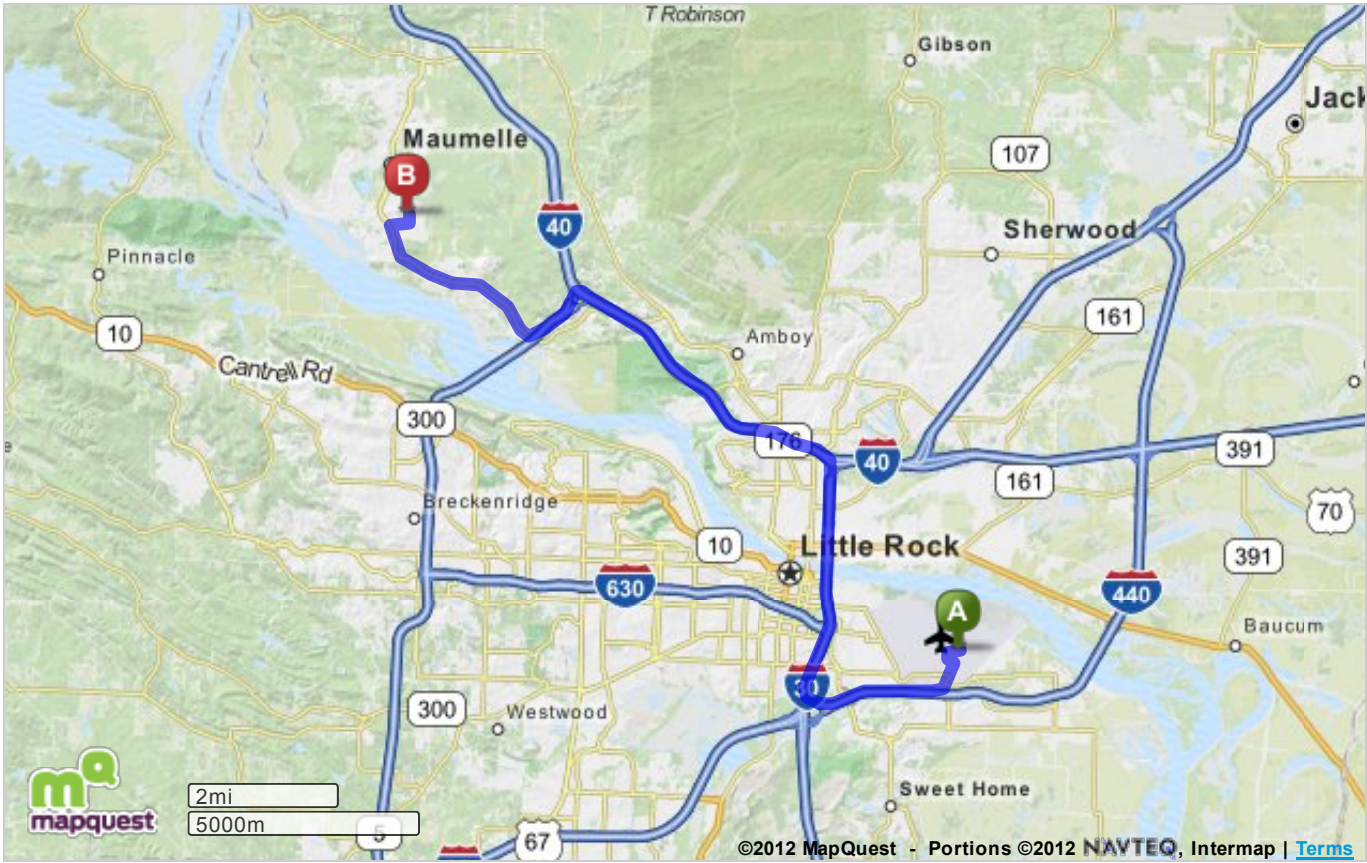 T Robinson
Gibson
Jack
Maumelle
107
B
40
Sherwood
Pinnacle
161
10
Amboy
Cantrell Rd
300
176
40
391
161
Breckenridge
70
10
Little Rock
391
630
440
A
Baucum
30
300
Westwood
2mi
Sweet Home
5000m
mq
mapquest
5
67
©2012 MapQuest - Portions ©2012 NAVTEQ, Intermap | Terms